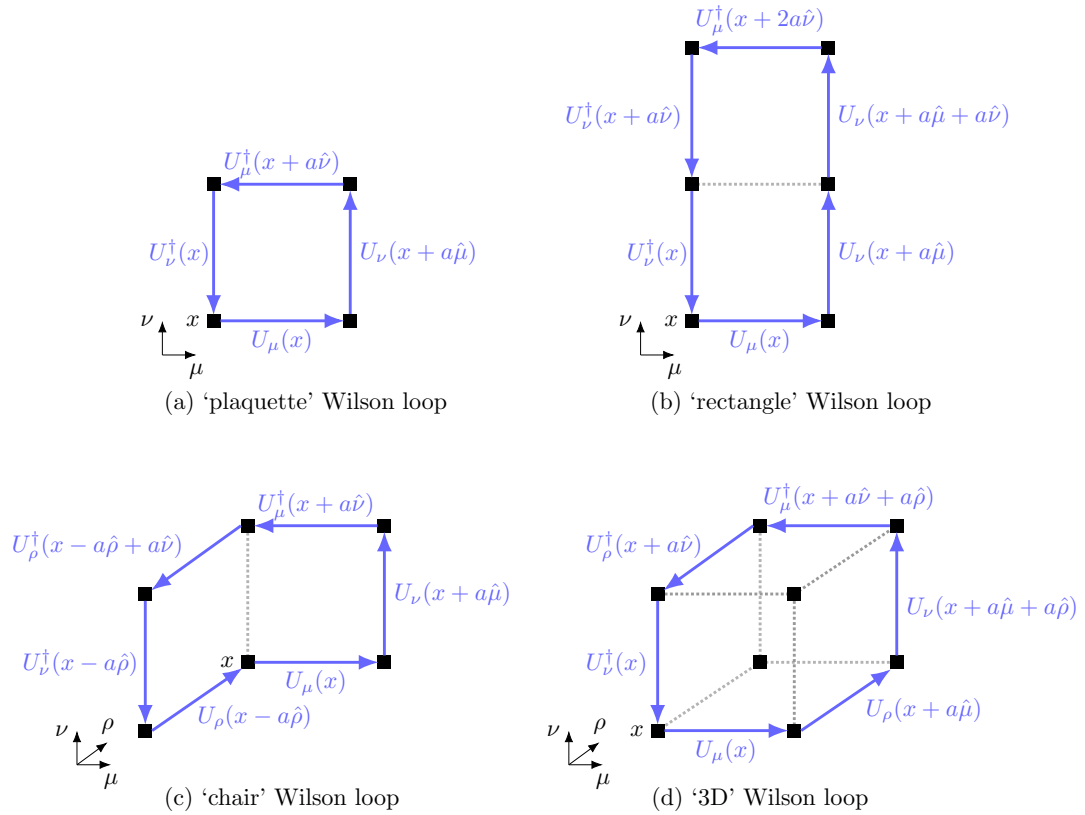 U†μ(x + 2aν̂)
U†ν(x + aν̂)
Uν(x + aμ̂ + aν̂)
U†μ(x + aν̂)
U†ν(x)
Uν(x + aμ̂)
U†ν(x)
Uν(x + aμ̂)
ν
x
Uμ(x)
μ
ν
x
Uμ(x)
μ
(a) ‘plaquette’ Wilson loop
(b) ‘rectangle’ Wilson loop
U†μ(x + aν̂)
U†ρ(x − aρ̂ + aν̂)
Uν(x + aμ̂)
U†ν(x − aρ̂)
x
Uμ(x)
Uρ(x − aρ̂)
ν
ρ
μ
(c) ‘chair’ Wilson loop
U†μ(x + aν̂ + aρ̂)
U†ρ(x + aν̂)
Uν(x + aμ̂ + aρ̂)
U†ν(x)
Uρ(x + aμ̂)
x
Uμ(x)
ν
ρ
μ
(d) ‘3D’ Wilson loop